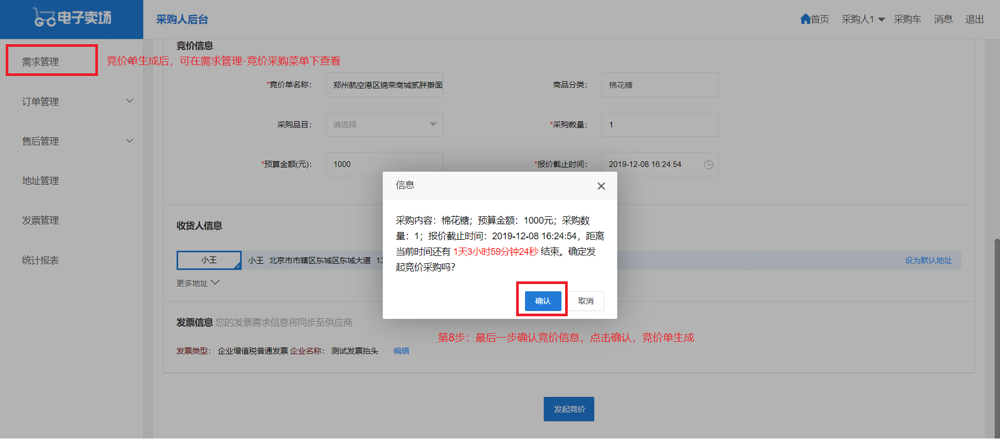 GO电子卖场
采购人后台
首页 采购人1 采购车 消息 退出
需求管理
竞价单生成后，可在需求管理-竞价采购菜单下查看
订单管理
售后管理
地址管理
发票管理
统计报表
竞价信息
*竞价单名称： 郑州航空港区锦荣商城贰胖擀面
商品分类： 棉花糖
采购品目： 请选择
*采购数量： 1
*预算金额(元)： 1000
*报价截止时间： 2019-12-08 16:24:54
信息
采购内容：棉花糖；预算金额：1000元；采购数
量：1；报价截止时间：2019-12-08 16:24:54，距离
当前时间还有 1天3小时59分钟24秒 结束。确定发
起竞价采购吗？
确认 取消
收货人信息
小王 小王 北京市市辖区东城区东城大道 13 设为默认地址
更多地址
发票信息 您的发票需求信息将同步至供应商
第8步：最后一步确认竞价信息，点击确认，竞价单生成
发票类型： 企业增值税普通发票 企业名称： 测试发票抬头 编辑
发起竞价